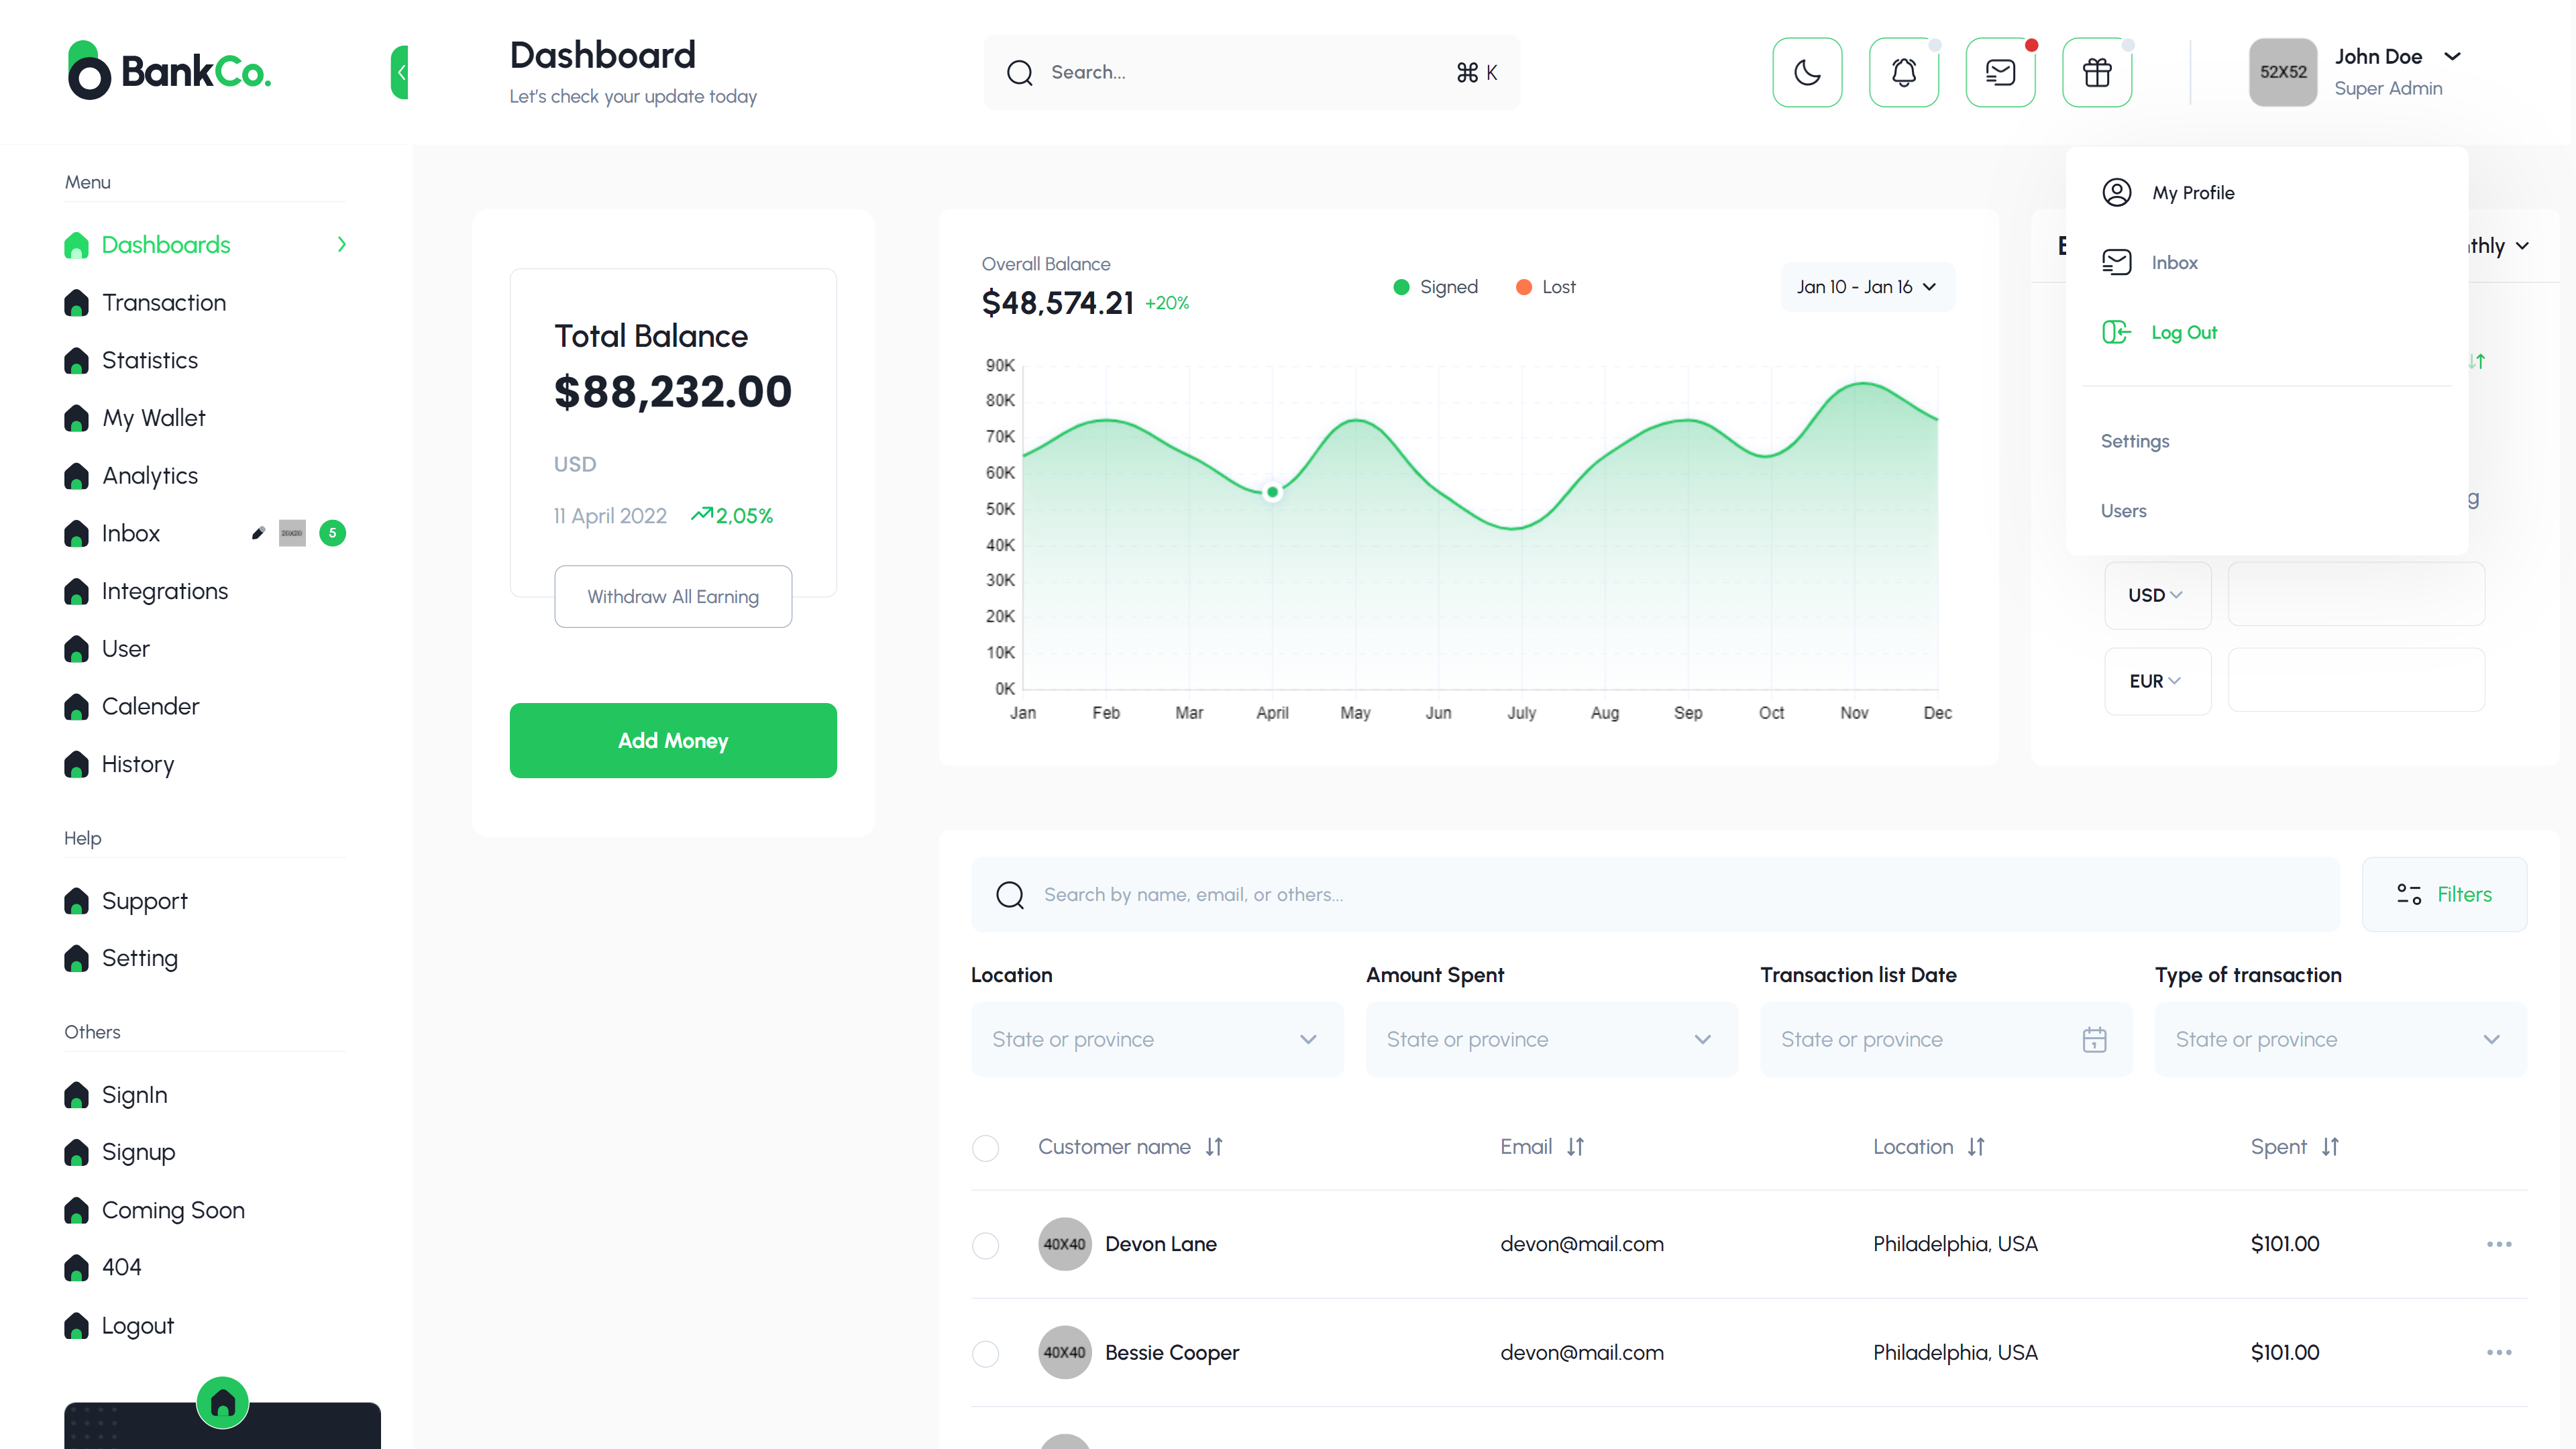 BankCo.
Dashboard
Let's check your update today
Search...
⌘ K
52X52
John Doe
Super Admin
Menu
Dashboards
Transaction
Statistics
My Wallet
Analytics
Inbox
5
Integrations
User
Calender
History
Help
Support
Setting
Others
SignIn
Signup
Coming Soon
404
Logout
Total Balance
$88,232.00
USD
11 April 2022
2,05%
Withdraw All Earning
Add Money
Overall Balance
$48,574.21 +20%
Signed
Lost
Jan 10 - Jan 16
90K
80K
70K
60K
50K
40K
30K
20K
10K
0K
Jan Feb Mar April May Jun July Aug Sep Oct Nov Dec
My Profile
Inbox
Log Out
Settings
Users
thly
g
USD
EUR
Search by name, email, or others...
Filters
Location
State or province
Amount Spent
State or province
Transaction list Date
State or province
Type of transaction
State or province
Customer name Email Location Spent
40X40 Devon Lane devon@mail.com Philadelphia, USA $101.00
40X40 Bessie Cooper devon@mail.com Philadelphia, USA $101.00